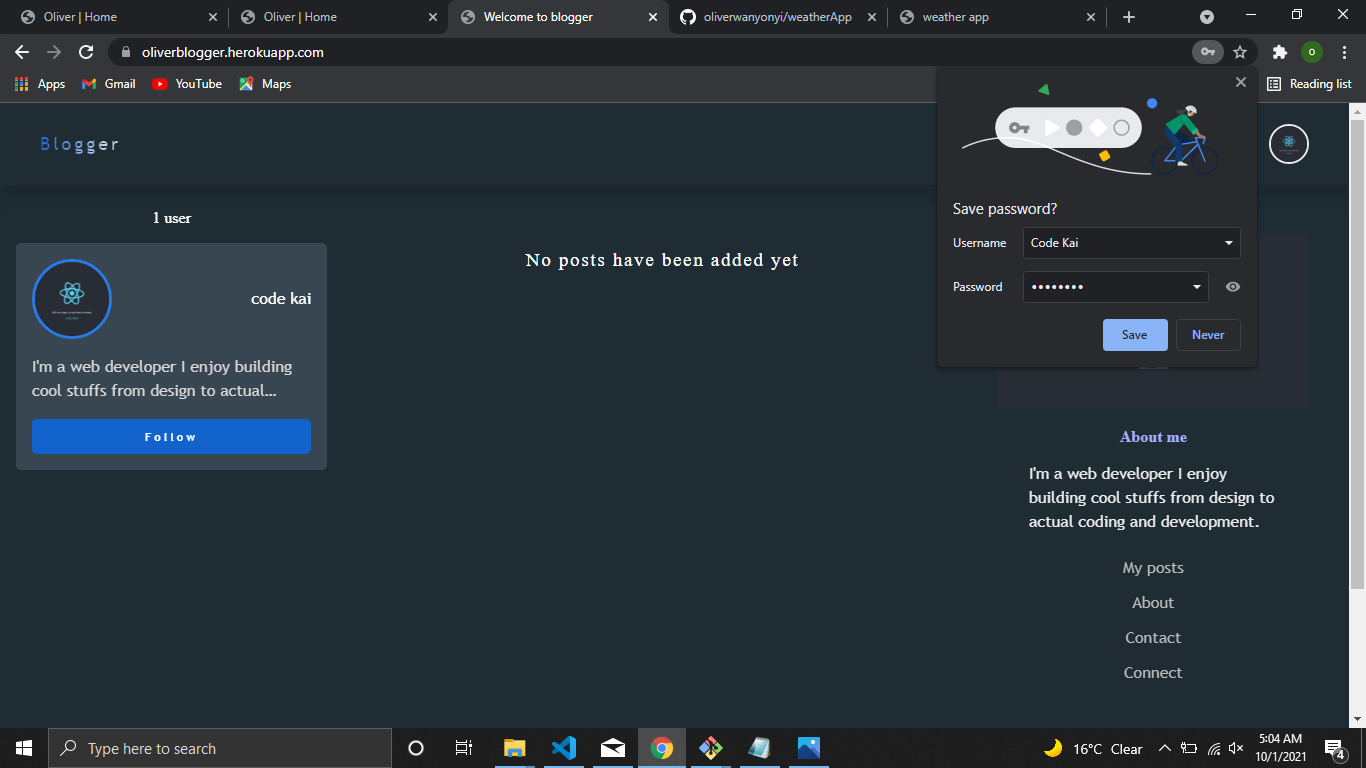 Oliver | Home
Oliver | Home
Welcome to blogger
oliverwanyonyi/weatherApp
weather app
oliverblogger.herokuapp.com
o
Apps
Gmail
YouTube
Maps
Reading list
Blogger
Save password?
Username
Code Kai
Password
••••••••
Save
Never
1 user
code kai
I'm a web developer I enjoy building
cool stuffs from design to actual...
Follow
No posts have been added yet
About me
I'm a web developer I enjoy
building cool stuffs from design to
actual coding and development.
My posts
About
Contact
Connect
Type here to search
16°C Clear
5:04 AM
10/1/2021
4